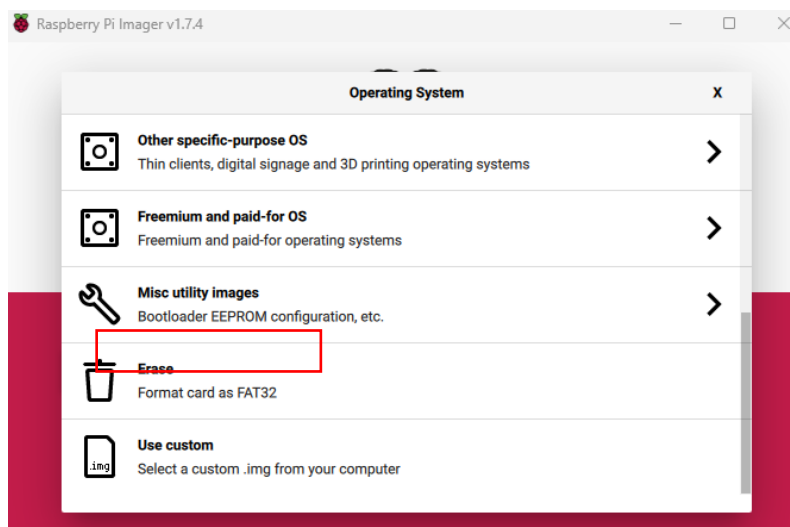 Raspberry Pi Imager v1.7.4
Operating System
X
Other specific-purpose OS
Thin clients, digital signage and 3D printing operating systems
Freemium and paid-for OS
Freemium and paid-for operating systems
Misc utility images
Bootloader EEPROM configuration, etc.
Erase
Format card as FAT32
Use custom
.img
Select a custom .img from your computer